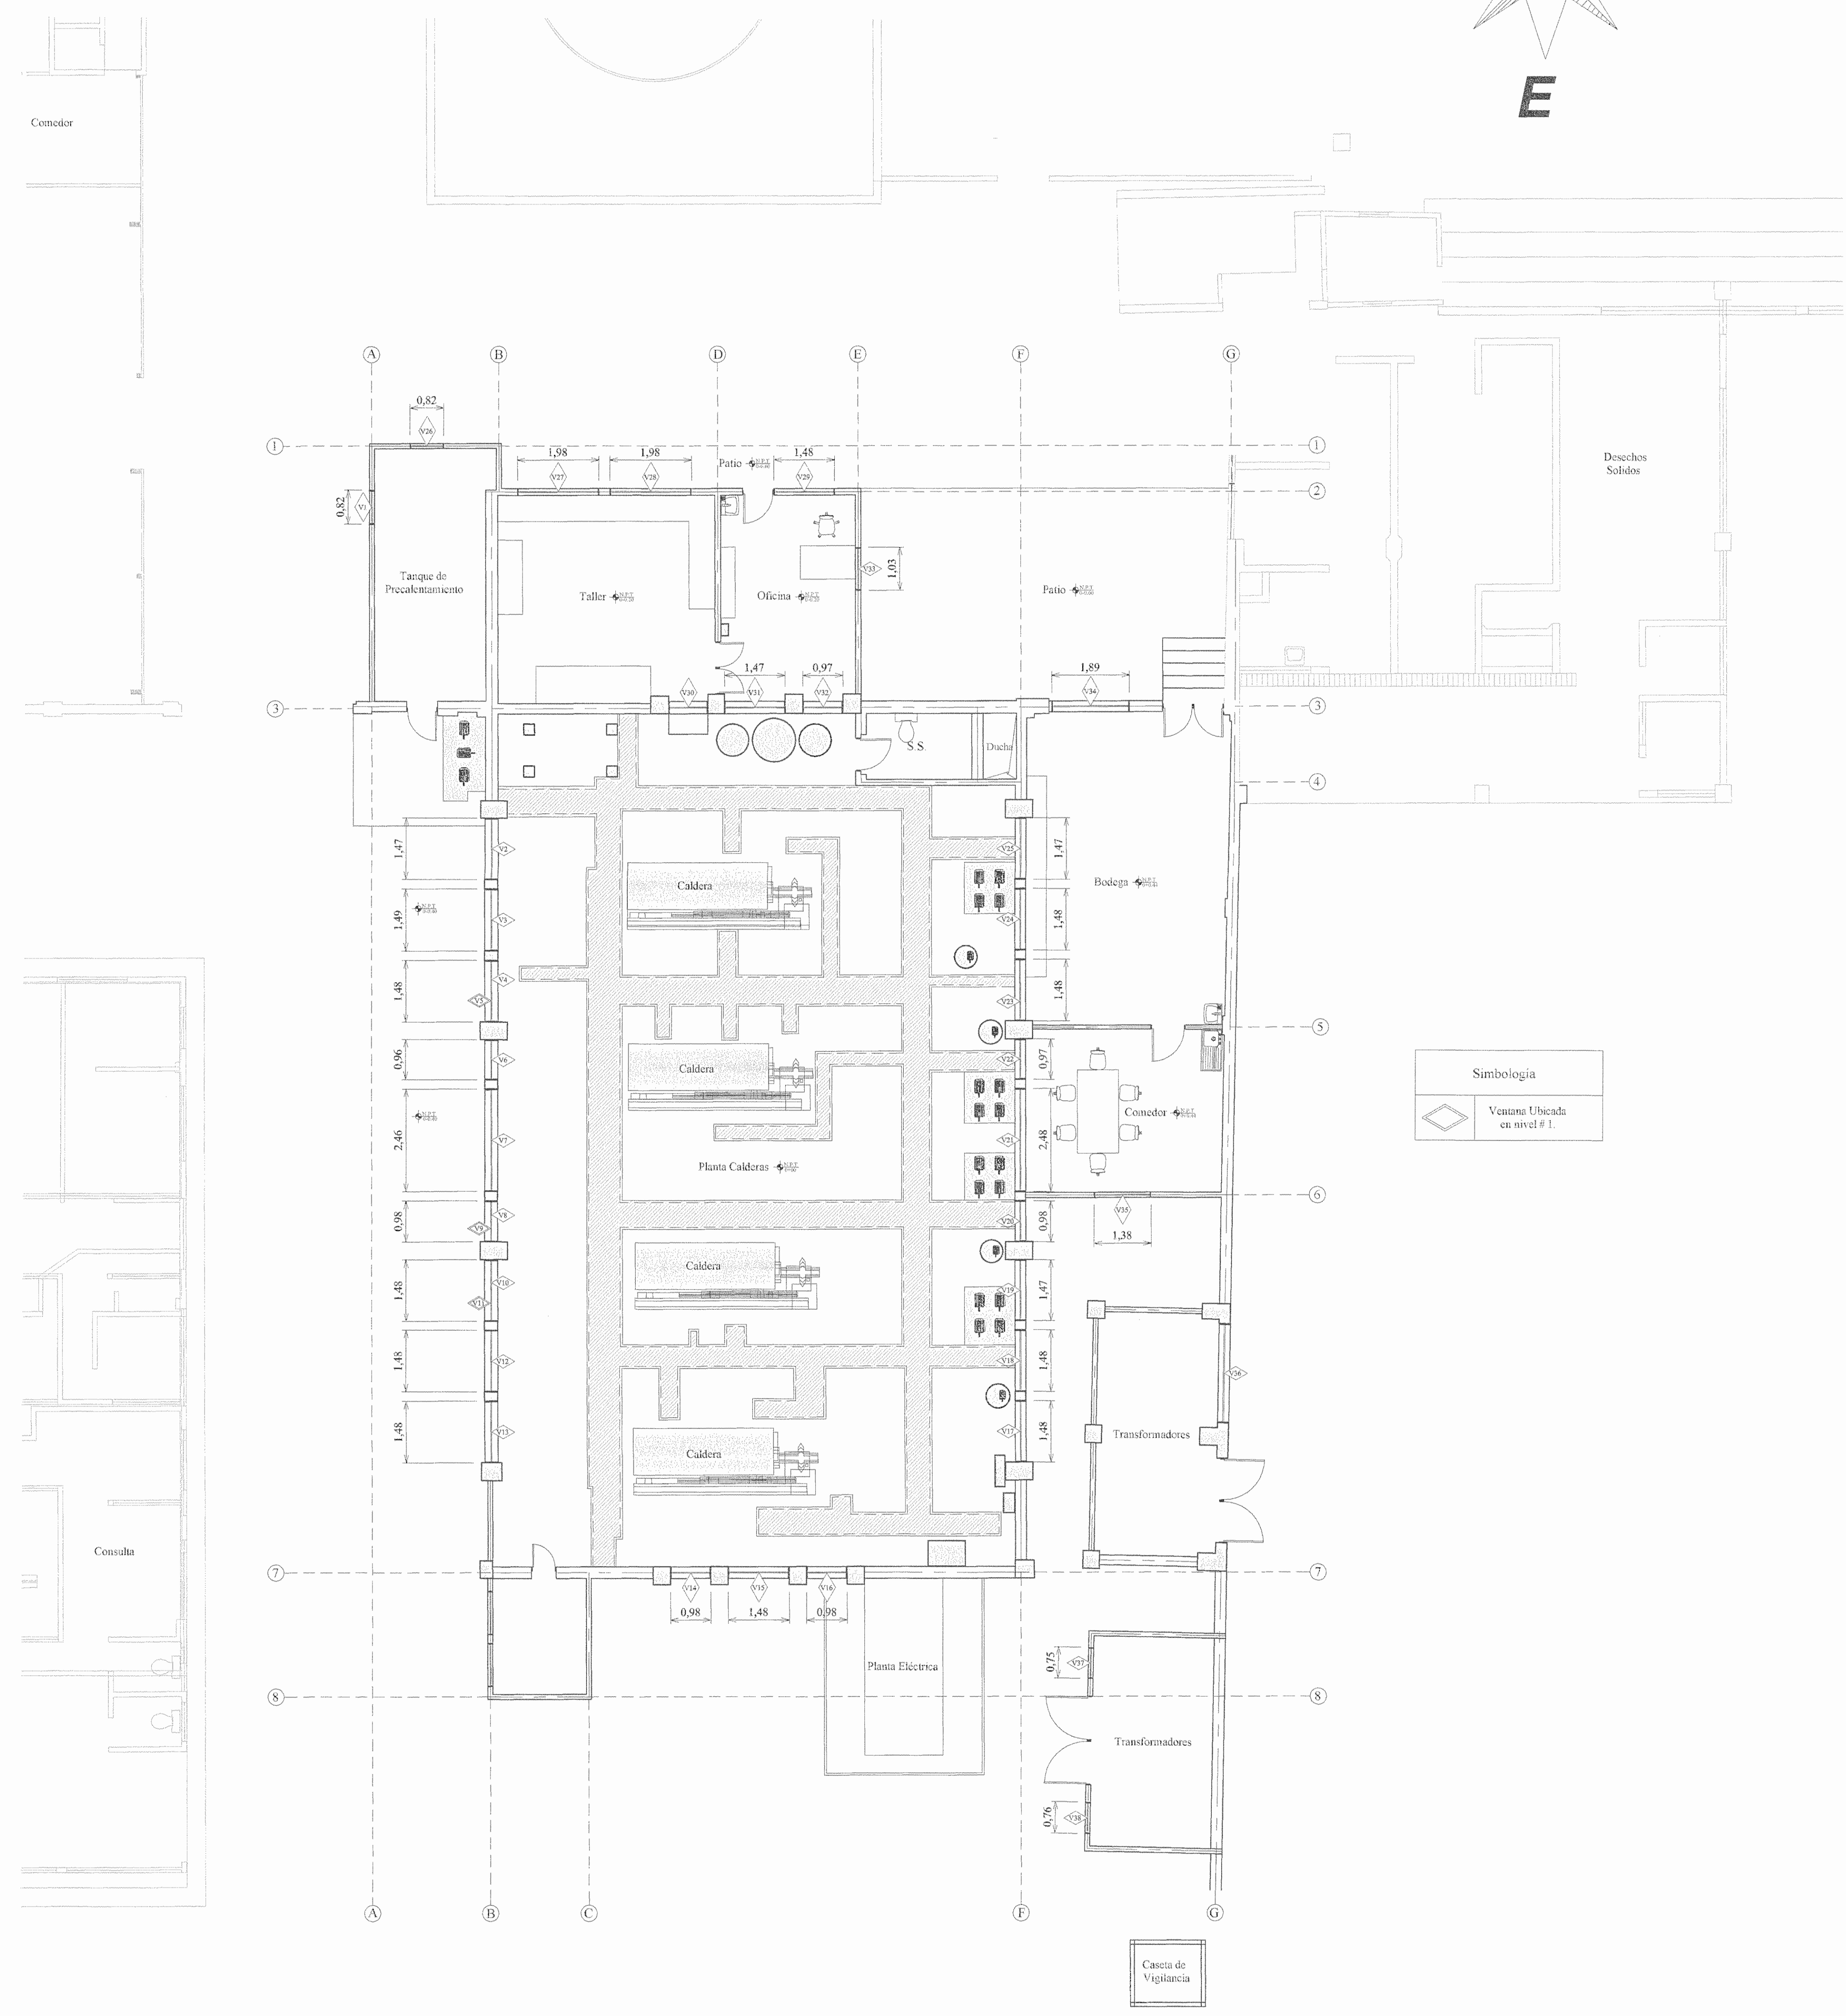 E
Comedor
A
B
D
E
F
G
0,82
V26
1
1
1,98
1,98
Patio
N.P.T
1,48
V27
V28
V29
2
0,82
V1
Desechos
Solidos
V33
1,03
Tanque de
Precalentamiento
Taller
N.P.T
Oficina
N.P.T
Patio
N.P.T
1,47
0,97
1,89
V30
V31
V32
V34
3
3
S.S.
Ducha
4
1,47
V2
V25
1,47
Caldera
Bodega
N.P.T
N.P.T
1,49
V3
V24
1,48
V4
1,48
V5
V23
1,48
5
0,96
V6
V22
0,97
Caldera
Simbologia
Ventana Ubicada
en nivel # 1.
N.P.T
Comedor
N.P.T
2,46
V7
V21
2,48
Planta Calderas
N.P.T
6
0,98
V8
V9
V20
0,98
V35
1,38
Caldera
1,48
V10
V1
V19
1,47
1,48
V12
V18
1,48
V36
1,48
V13
V17
1,48
Transformadores
Caldera
Consulta
7
7
V14
V15
V16
0,98
1,48
0,98
0,75
V37
Planta Eléctrica
8
8
Transformadores
0,76
V38
A
B
C
F
G
Caseta de
Vigilancia